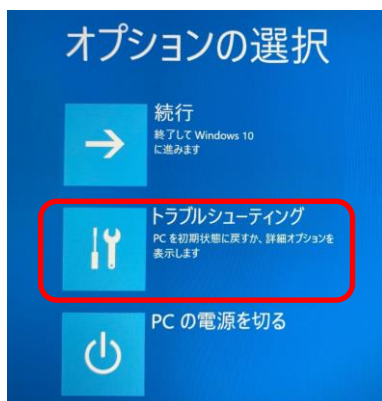 オプションの選択
続行
終了して Windows 10
に進みます
トラブルシューティング
PC を初期状態に戻すか、詳細オプションを
表示します
PC の電源を切る